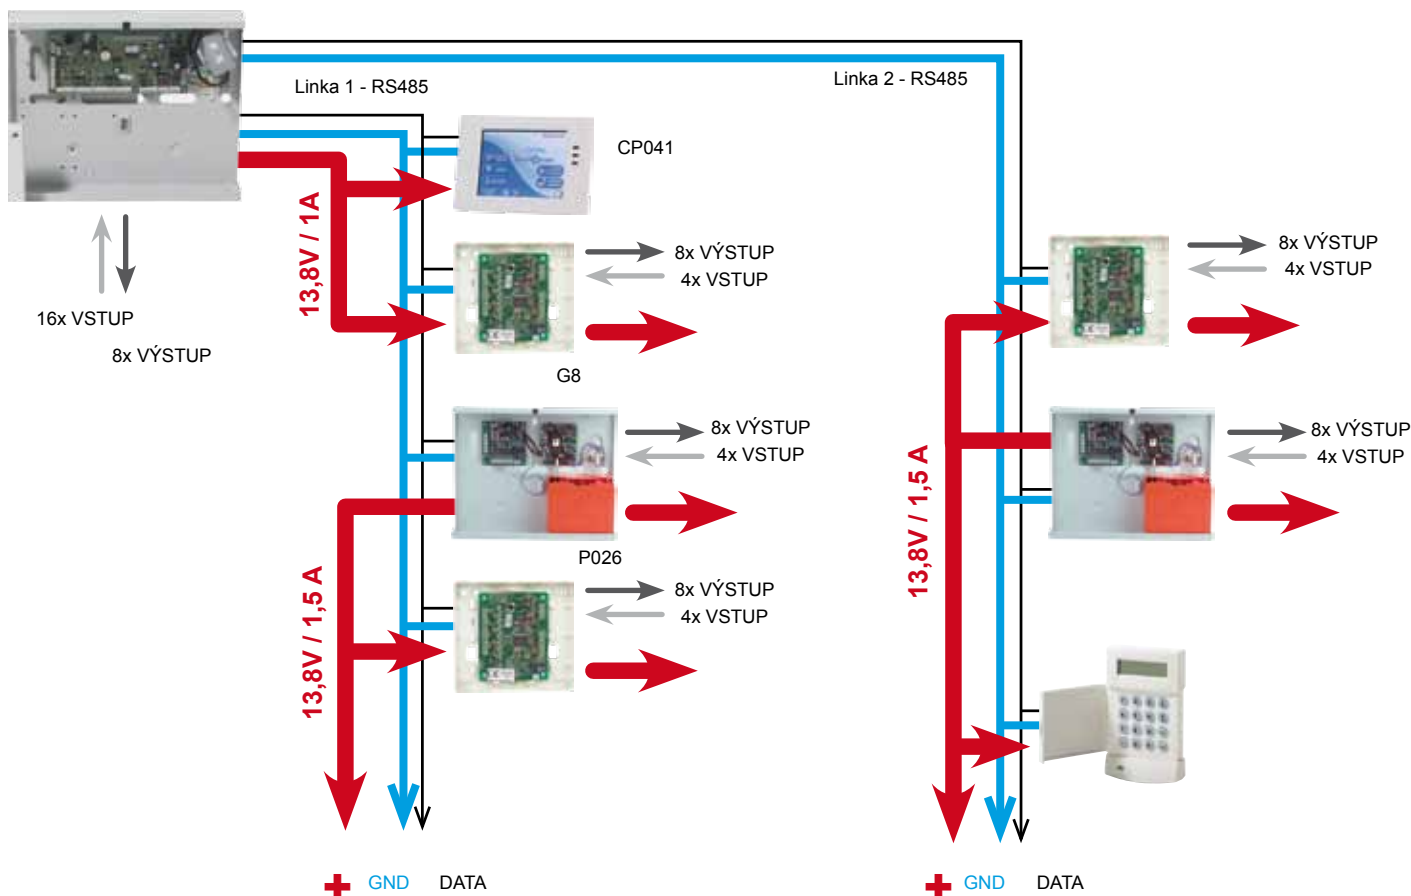 Linka 1 - RS485
Linka 2 - RS485
CP041
13,8V / 1A
8x VÝSTUP
4x VSTUP
8x VÝSTUP
4x VSTUP
16x VSTUP
8x VÝSTUP
G8
8x VÝSTUP
4x VSTUP
8x VÝSTUP
4x VSTUP
13,8V / 1,5 A
P026
13,8V / 1,5 A
8x VÝSTUP
4x VSTUP
+ GND DATA
+ GND DATA